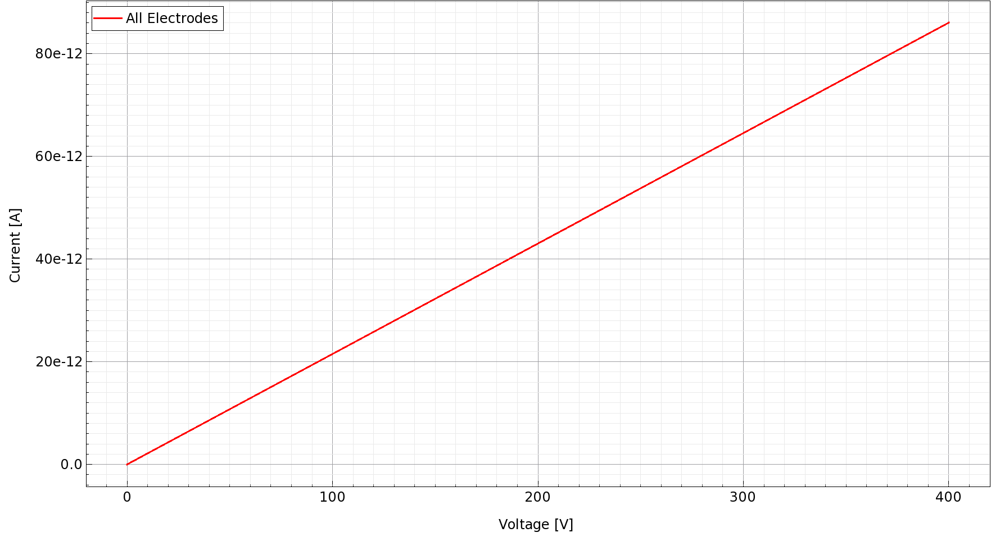 All Electrodes
80e-12
60e-12
40e-12
20e-12
0.0
Current [A]
0 100 200 300 400
Voltage [V]